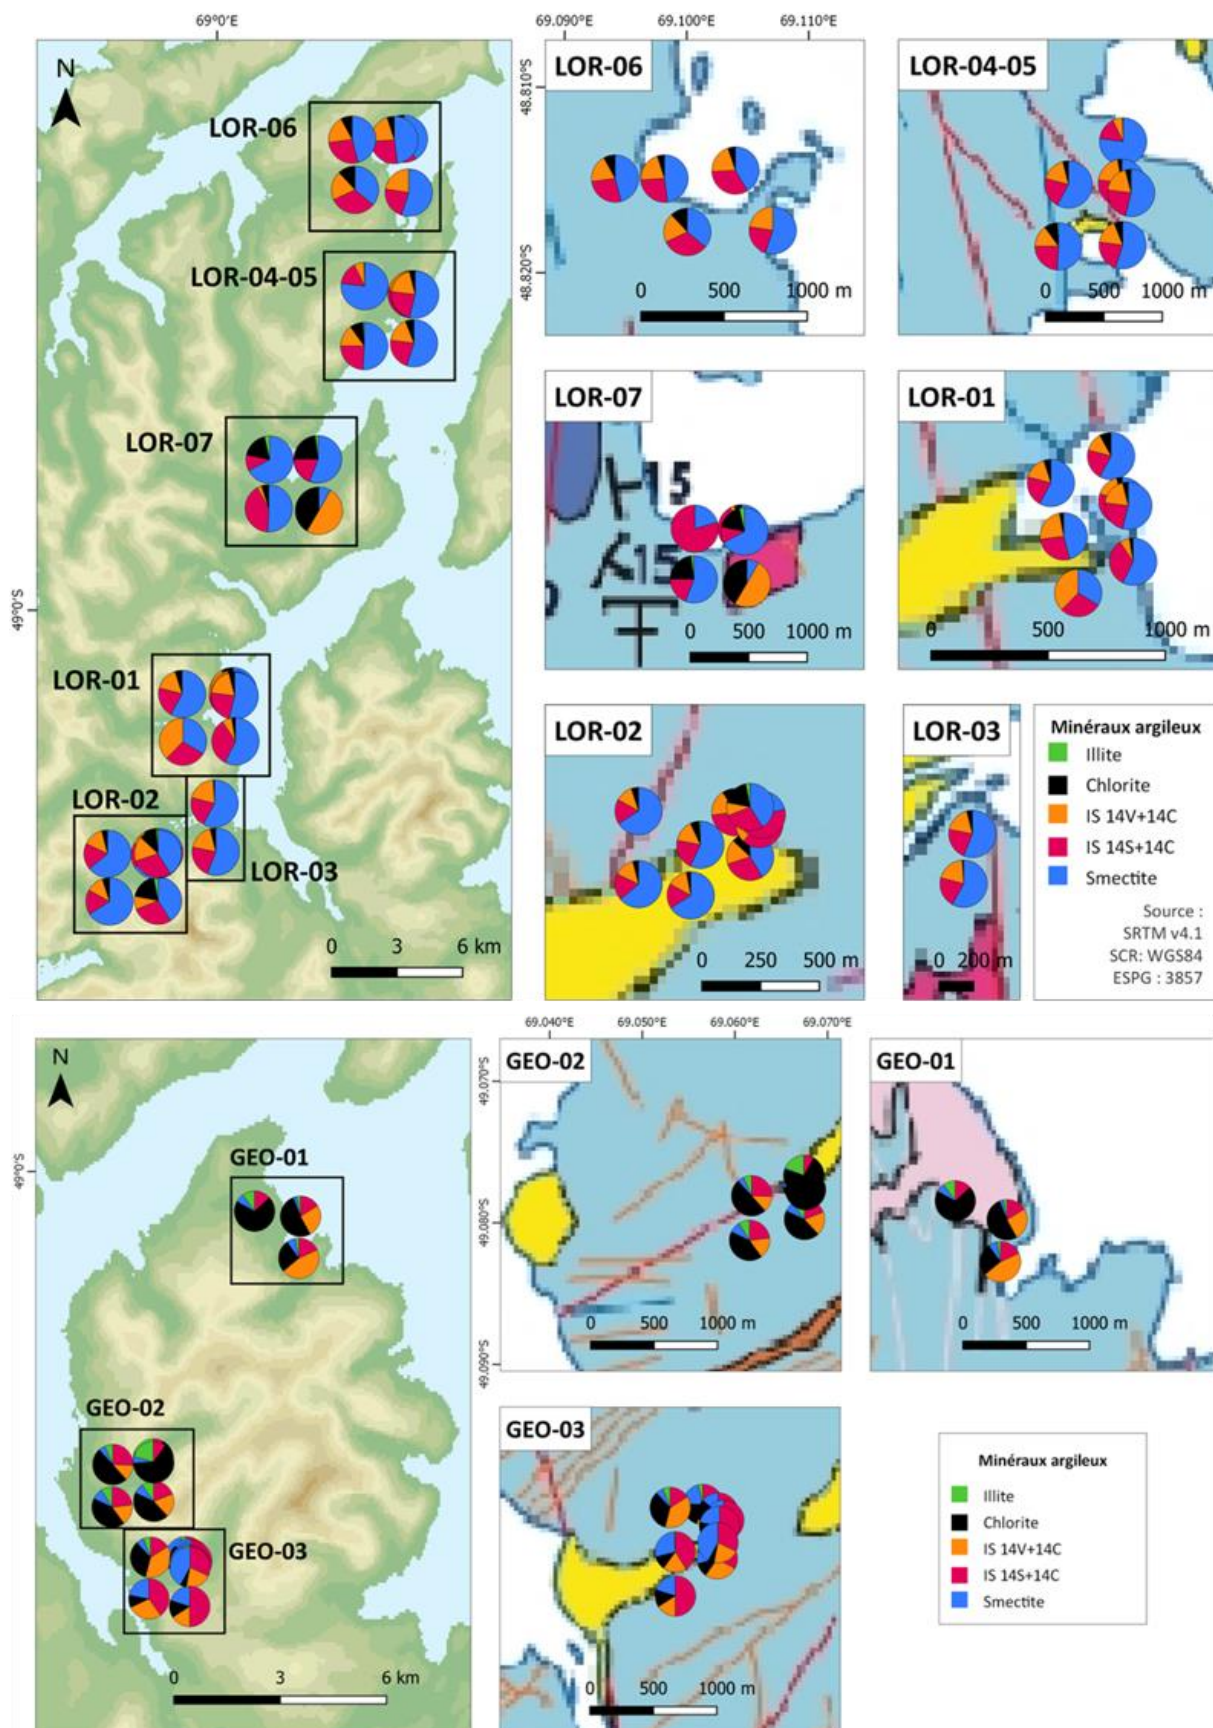 69°0'E
69.090°E 69.100°E 69.110°E
N
LOR-06
LOR-04-05
LOR-07
49°0'S
LOR-01
LOR-02
LOR-03
0 3 6 km
LOR-06
48.810°S
48.820°S
0 500 1000 m
LOR-04-05
0 500 1000 m
LOR-07
15
15
0 500 1000 m
LOR-01
0 500 1000 m
LOR-02
0 250 500 m
LOR-03
0 200 m
Minéraux argileux
Illite
Chlorite
IS 14V+14C
IS 14S+14C
Smectite
Source :
SRTM v4.1
SCR: WGS84
ESPG : 3857
69.040°E 69.050°E 69.060°E 69.070°E
N
49°0'S
GEO-01
GEO-02
GEO-03
0 3 6 km
GEO-02
49.070°S
49.080°S
49.090°S
0 500 1000 m
GEO-01
0 500 1000 m
GEO-03
0 500 1000 m
Minéraux argileux
Illite
Chlorite
IS 14V+14C
IS 14S+14C
Smectite